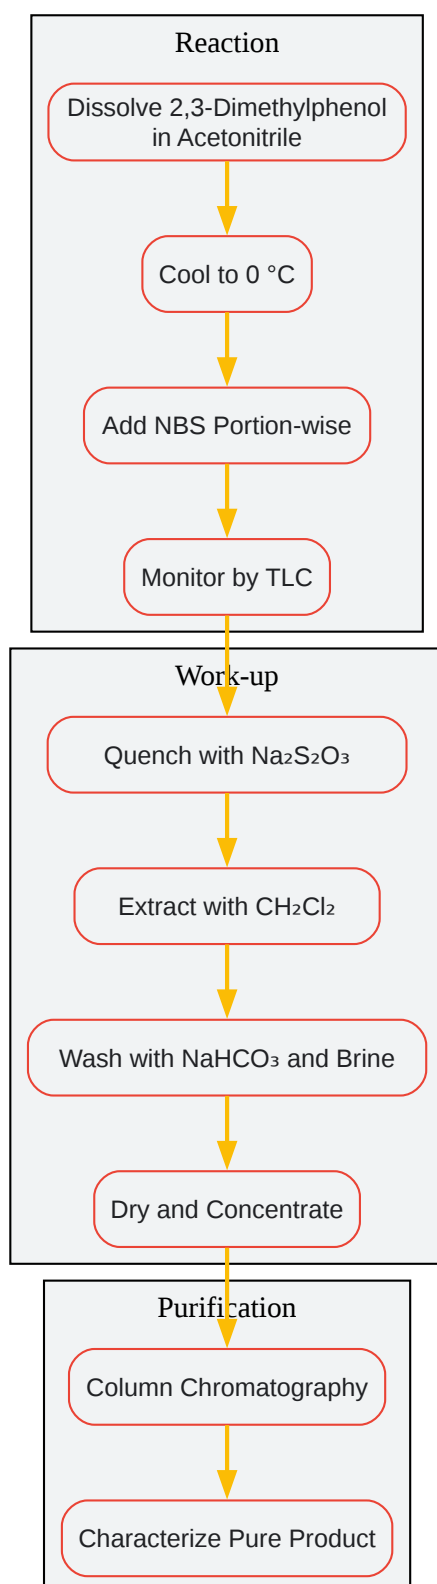 Reaction
Dissolve 2,3-Dimethylphenol
in Acetonitrile
Cool to 0 °C
Add NBS Portion-wise
Monitor by TLC
Work-up
Quench with Na₂S₂O₃
Extract with CH₂Cl₂
Wash with NaHCO₃ and Brine
Dry and Concentrate
Purification
Column Chromatography
Characterize Pure Product